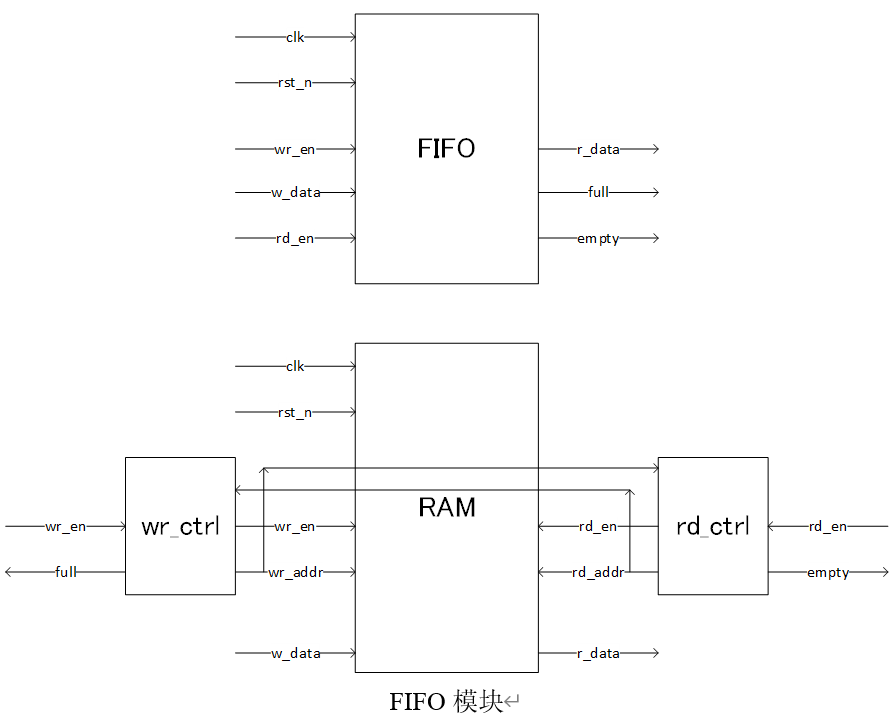 clk
rst_n
wr_en
FIFO
r_data
w_data
full
rd_en
empty
clk
rst_n
wr_en
wr_ctrl
wr_en
RAM
rd_en
rd_ctrl
rd_en
full
wr_addr
rd_addr
empty
w_data
r_data
FIFO 模块↵